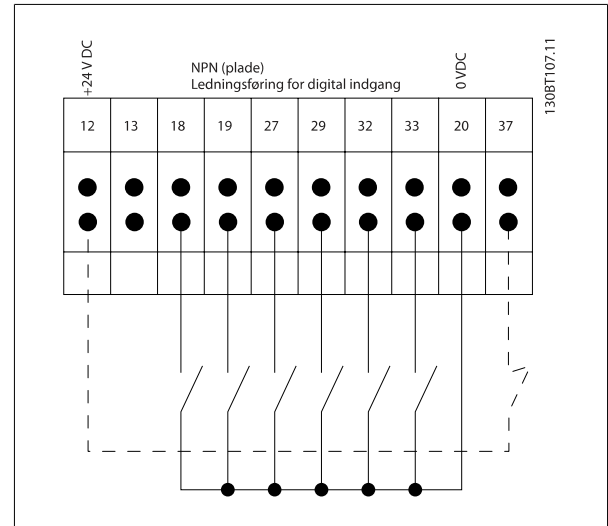 +24 V DC
NPN (plade)
Ledningsføring for digital indgang
0 VDC
130BT107.11
12 13 18 19 27 29 32 33 20 37